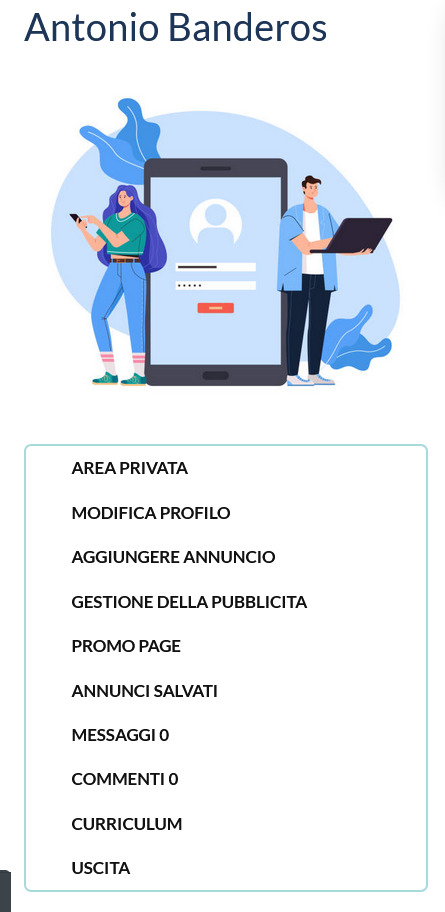 Antonio Banderos
AREA PRIVATA
MODIFICA PROFILO
AGGIUNGERE ANNUNCIO
GESTIONE DELLA PUBBLICITA
PROMO PAGE
ANNUNCI SALVATI
MESSAGGI 0
COMMENTI 0
CURRICULUM
USCITA